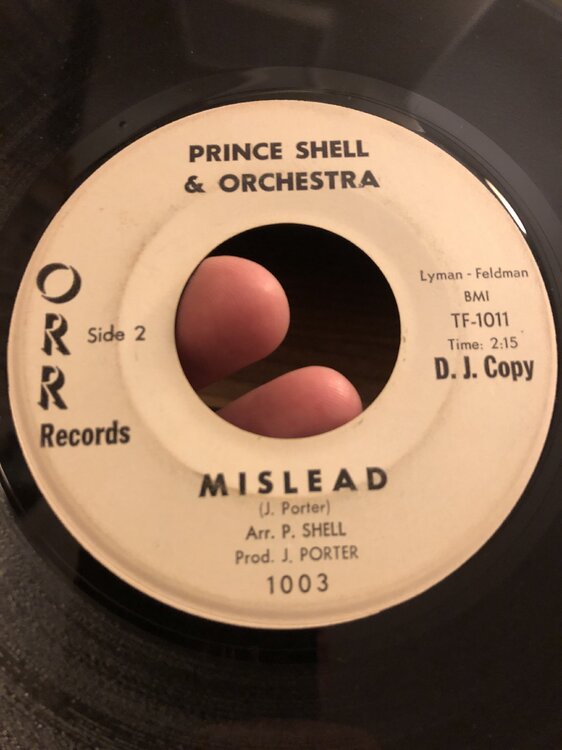 PRINCE SHELL
& ORCHESTRA
ORR
Records
Side 2
Lyman - Feldman
BMI
TF-1011
Time: 2:15
D. J. Copy
MISLEAD
(J. Porter)
Arr. P. SHELL
Prod. J. PORTER
1003